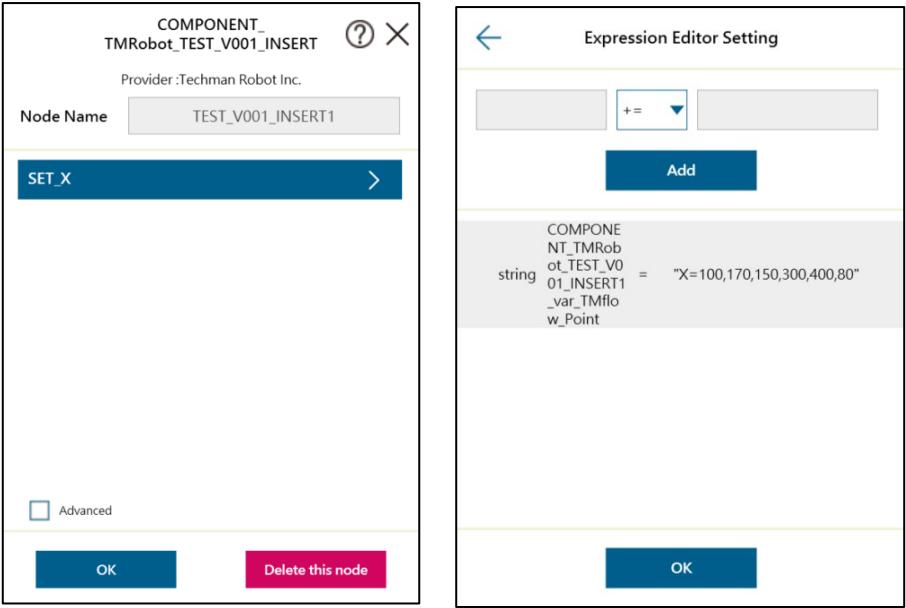 COMPONENT_
TMRobot_TEST_V001_INSERT
?
Provider :Techman Robot Inc.
Node Name
TEST_V001_INSERT1
SET_X
Advanced
OK
Delete this node
Expression Editor Setting
+=
Add
string
COMPONE
NT_TMRob
ot_TEST_V0
01_INSERT1
_var_TMflo
w_Point
=
"X=100,170,150,300,400,80"
OK